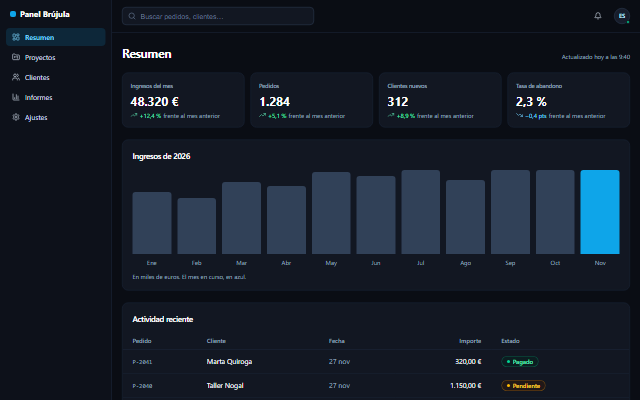 Panel Brújula
Buscar pedidos, clientes...
ES
Resumen
Proyectos
Clientes
Informes
Ajustes
Resumen
Actualizado hoy a las 9:40
Ingresos del mes
48.320 €
+12,4 % frente al mes anterior
Pedidos
1.284
+5,1 % frente al mes anterior
Clientes nuevos
312
+8,9 % frente al mes anterior
Tasa de abandono
2,3 %
−0,4 pts frente al mes anterior
Ingresos de 2026
Ene Feb Mar Abr May Jun Jul Ago Sep Oct Nov
En miles de euros. El mes en curso, en azul.
Actividad reciente
Pedido Cliente Fecha Importe Estado
P-2041 Marta Quiroga 27 nov 320,00 € Pagado
P-2040 Taller Nogal 27 nov 1.150,00 € Pendiente